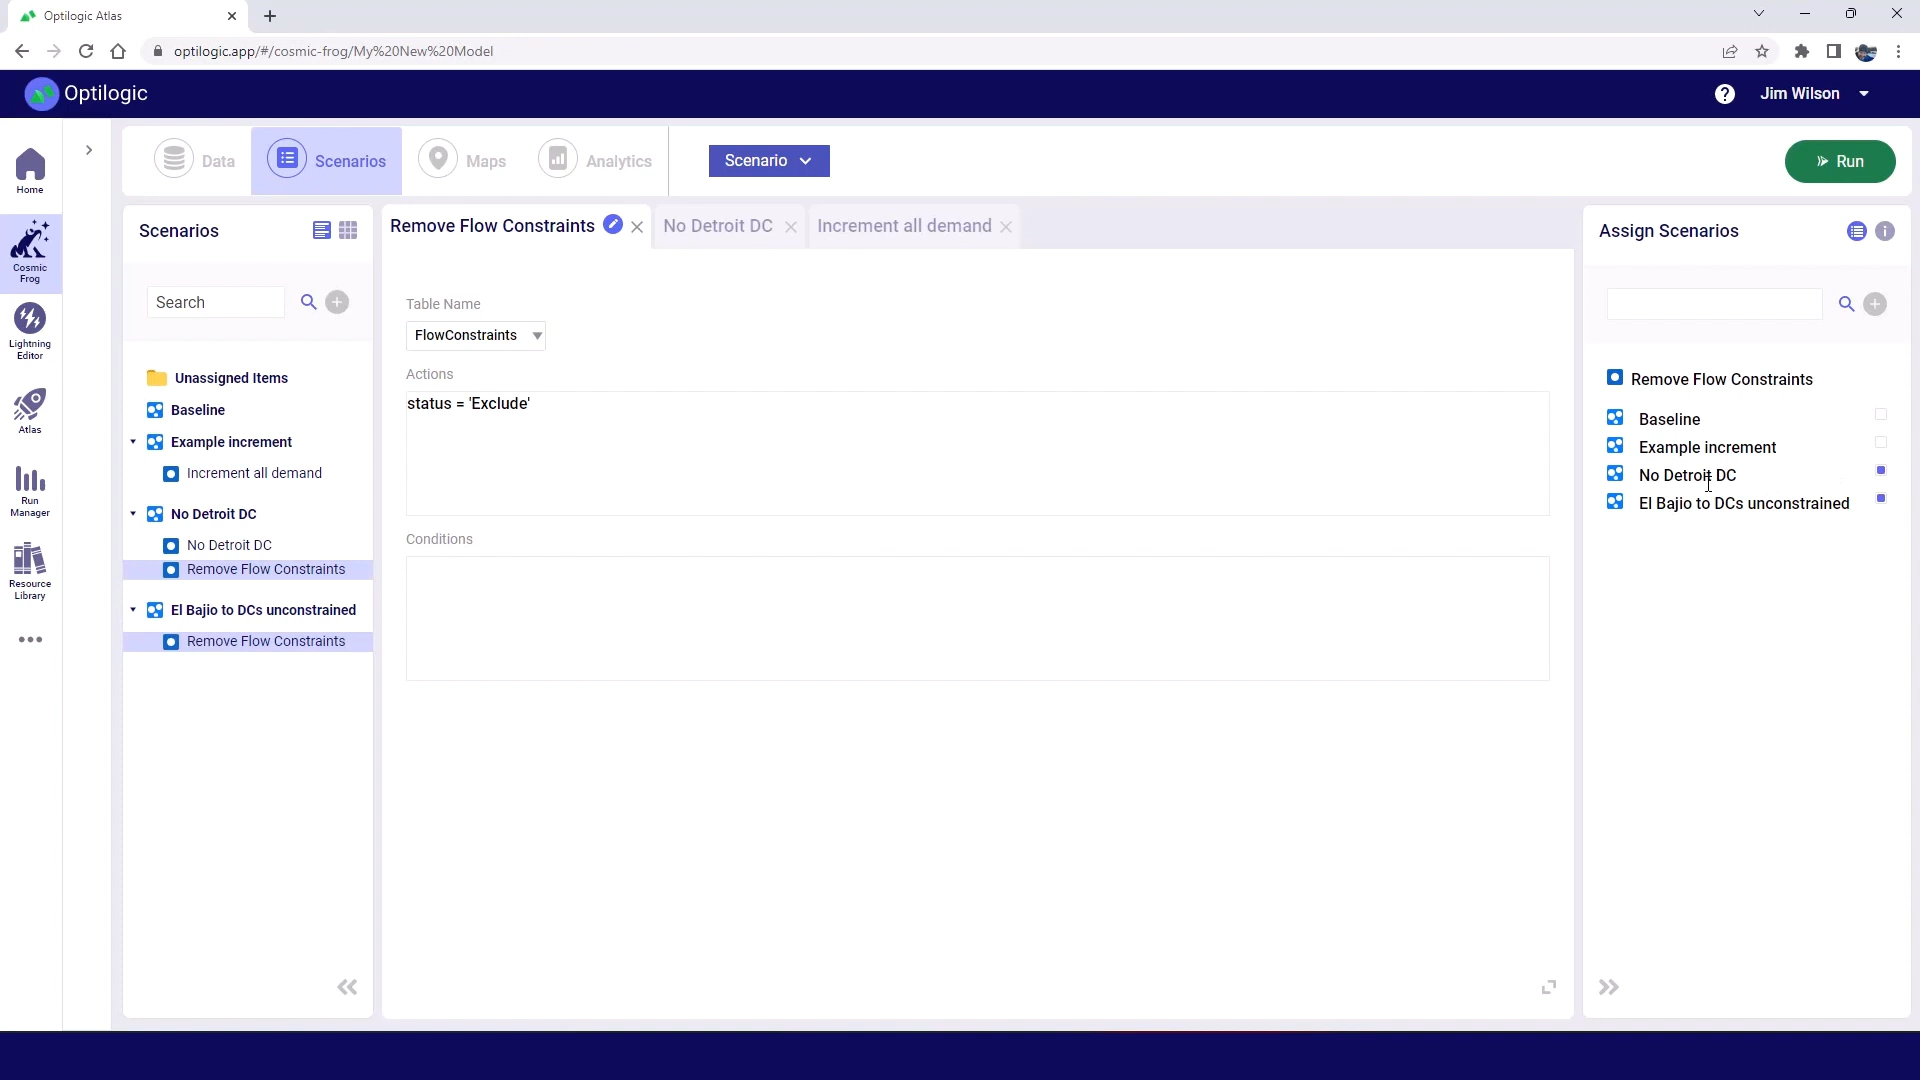 Optilogic Atlas
optilogic.app/#/cosmic-frog/My%20New%20Model
Optilogic
? Jim Wilson
Home
Cosmic
Frog
Lightning
Editor
Atlas
Run
Manager
Resource
Library
Data
Scenarios
Maps
Analytics
Scenario
Run
Scenarios
Search
Unassigned Items
Baseline
Example increment
Increment all demand
No Detroit DC
No Detroit DC
Remove Flow Constraints
El Bajio to DCs unconstrained
Remove Flow Constraints
Remove Flow Constraints
No Detroit DC
Increment all demand
Table Name
FlowConstraints
Actions
status = 'Exclude'
Conditions
Assign Scenarios
Remove Flow Constraints
Baseline
Example increment
No Detroit DC
El Bajio to DCs unconstrained